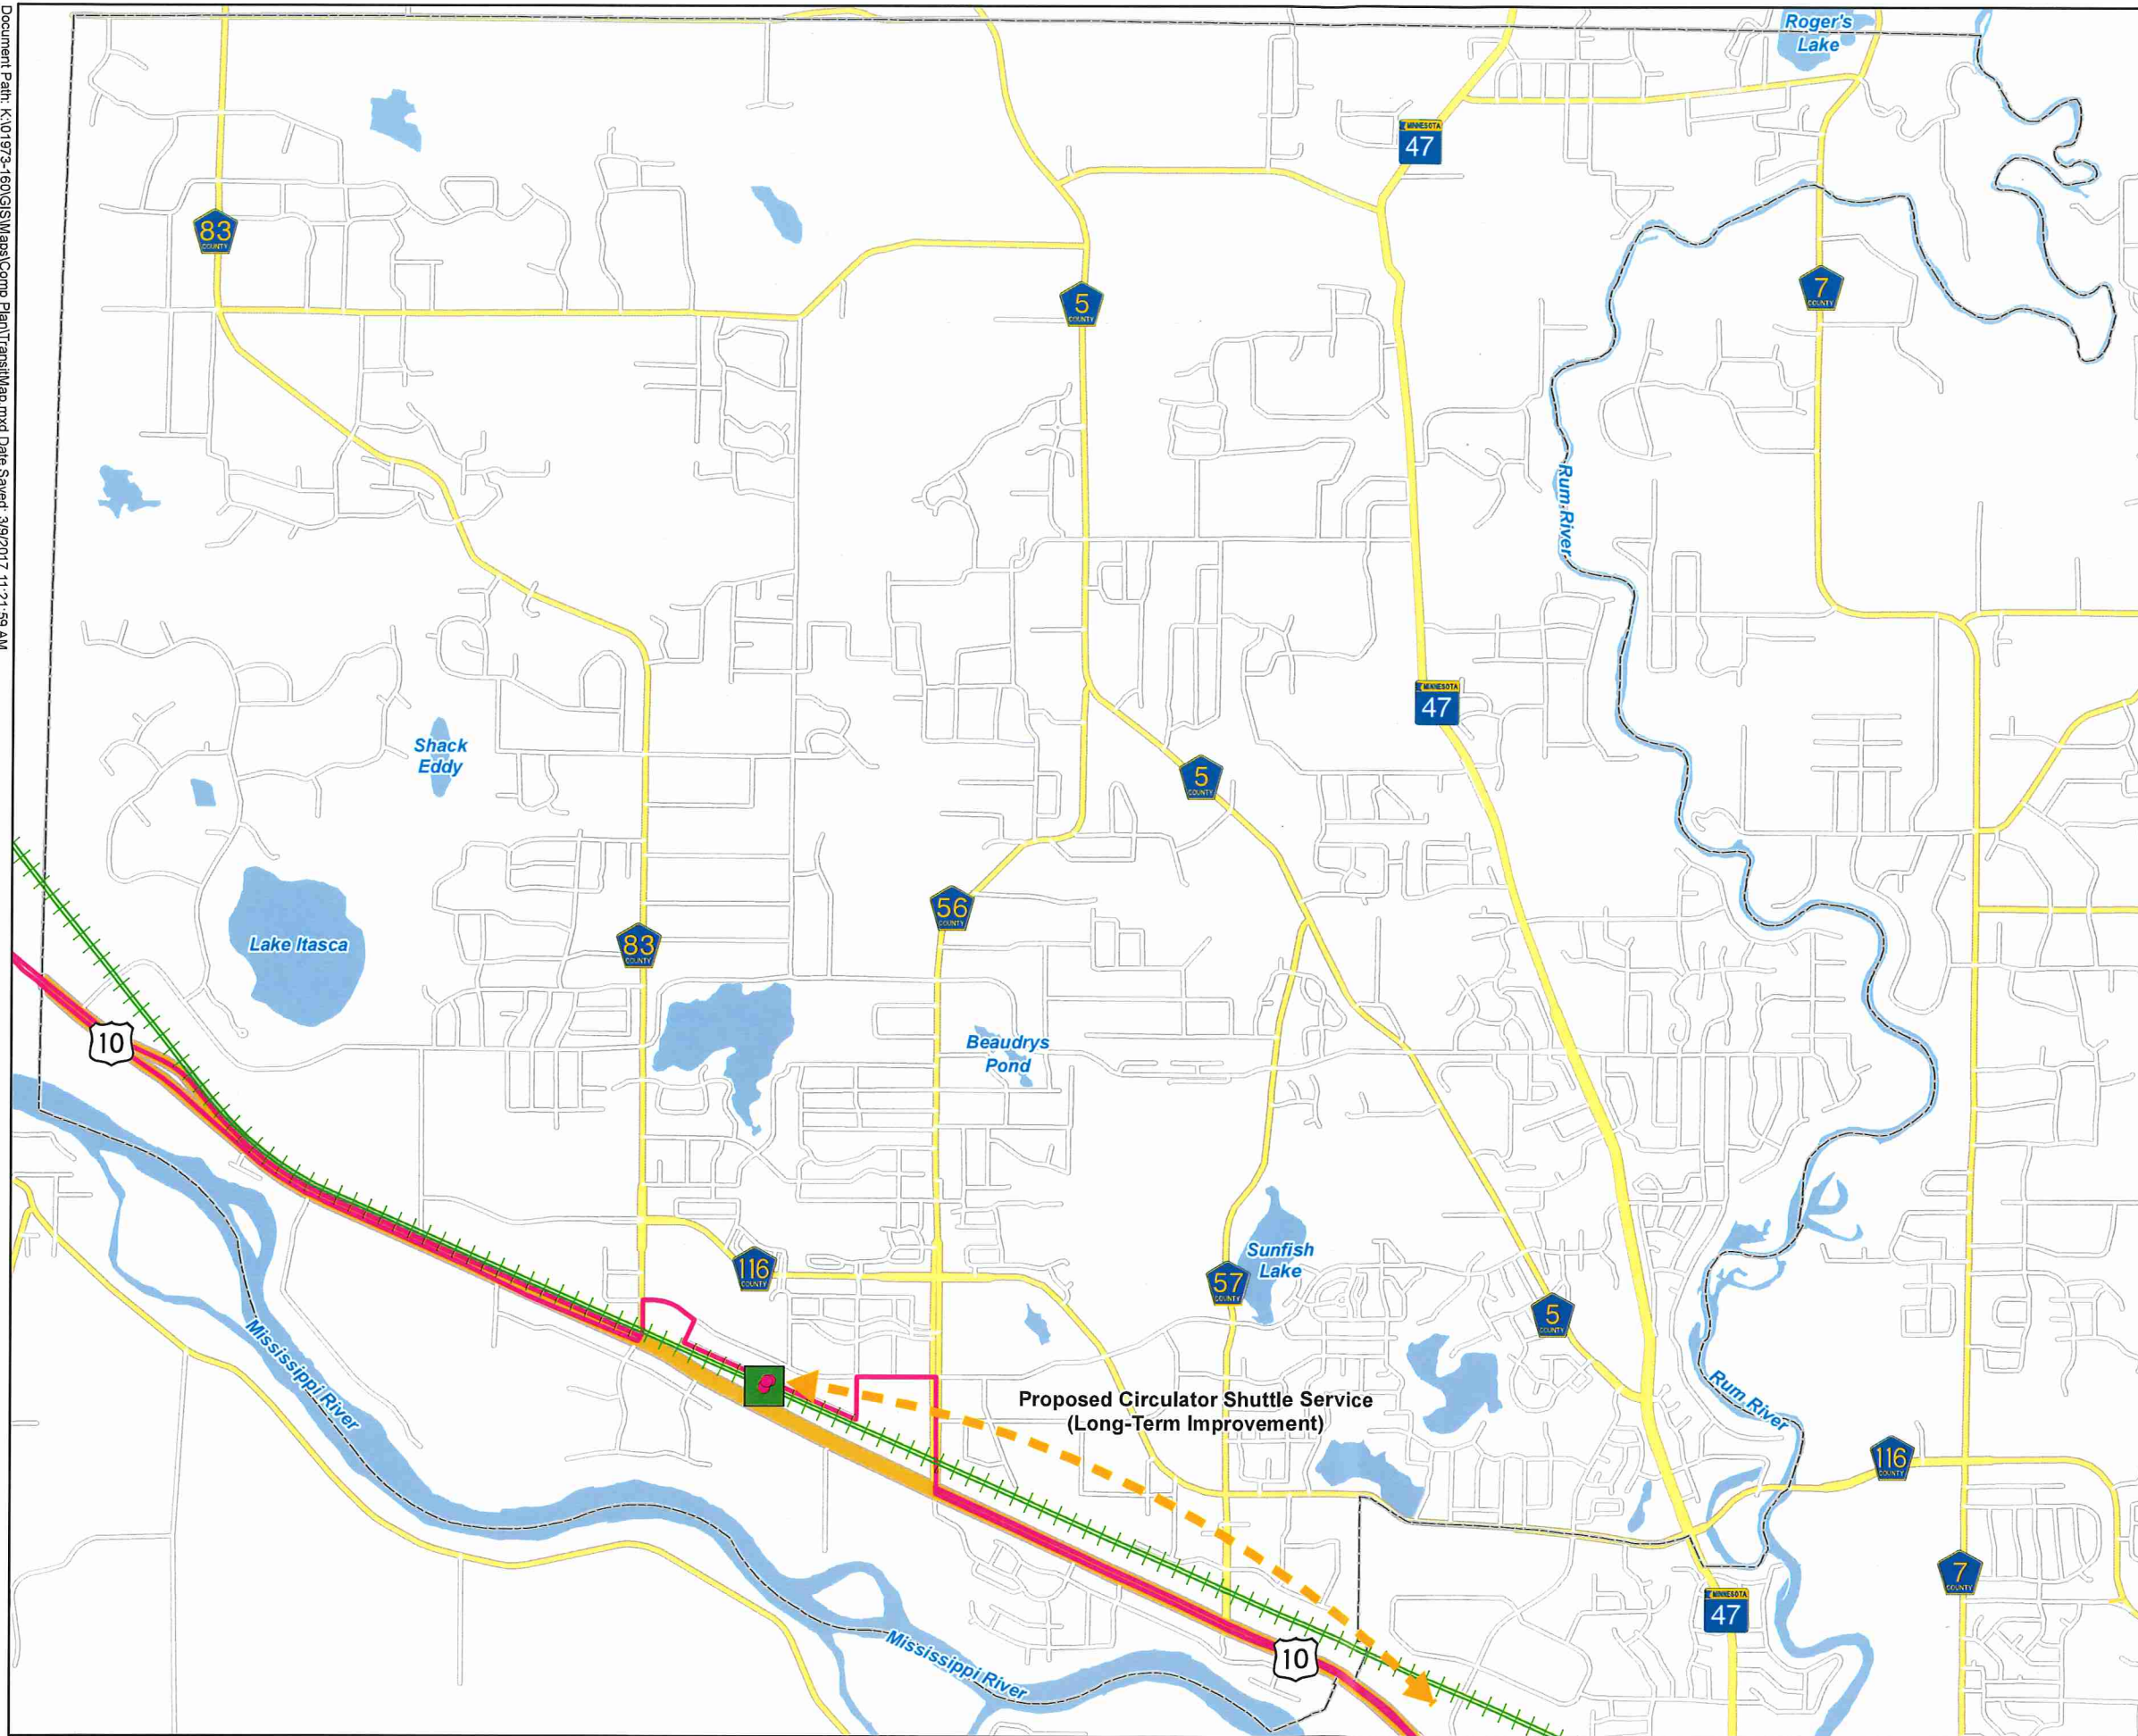 Document Path: K:\01973-160\GIS\Maps\Comp Plan\TransitMap.mxd Date Saved: 3/9/2017 11:21:59 AM
Roger's
Lake
MINNESOTA
47
83
COUNTY
5
COUNTY
7
COUNTY
Rum River
MINNESOTA
47
Shack
Eddy
5
COUNTY
56
COUNTY
83
COUNTY
Lake Itasca
10
Beaudrys
Pond
Sunfish
Lake
116
COUNTY
57
COUNTY
5
COUNTY
Mississippi River
Proposed Circulator Shuttle Service
(Long-Term Improvement)
Rum River
116
COUNTY
7
COUNTY
MINNESOTA
47
Mississippi River
10